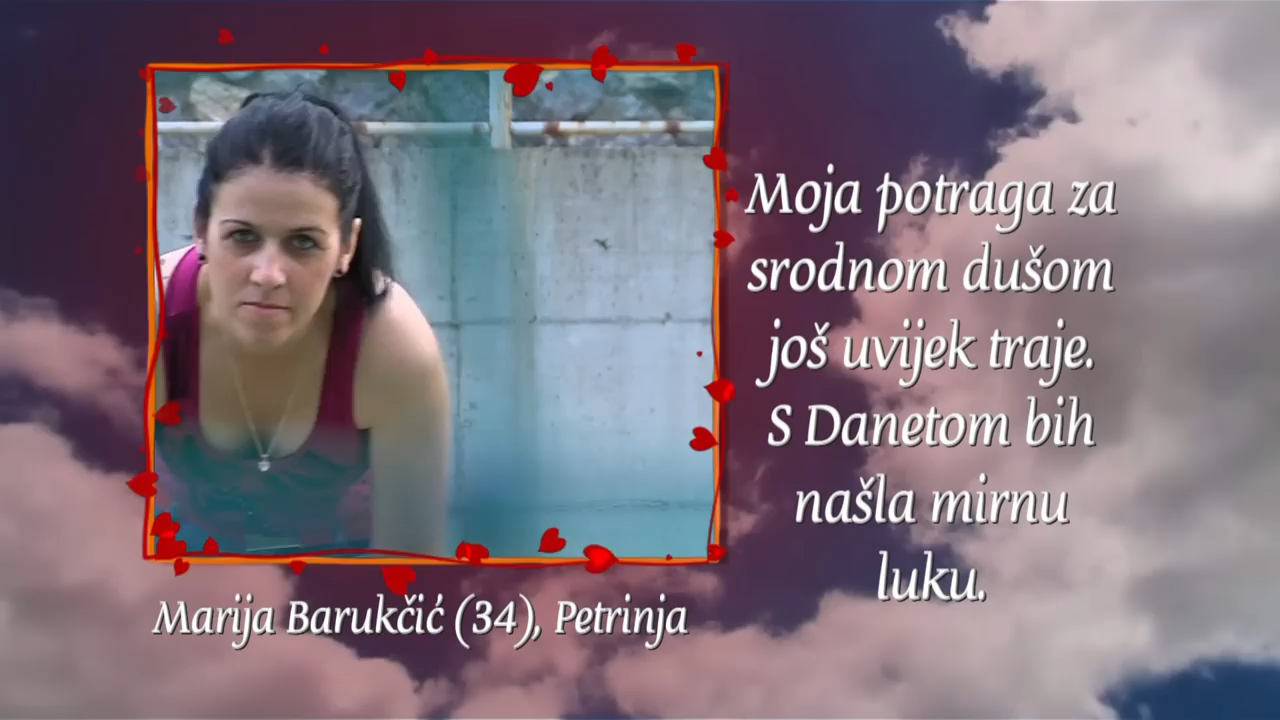 Moja potraga za
srodnom dušom
još uvijek traje.
S Danetom bih
našla mirnu
luku.
Marija Barukčić (34), Petrinja